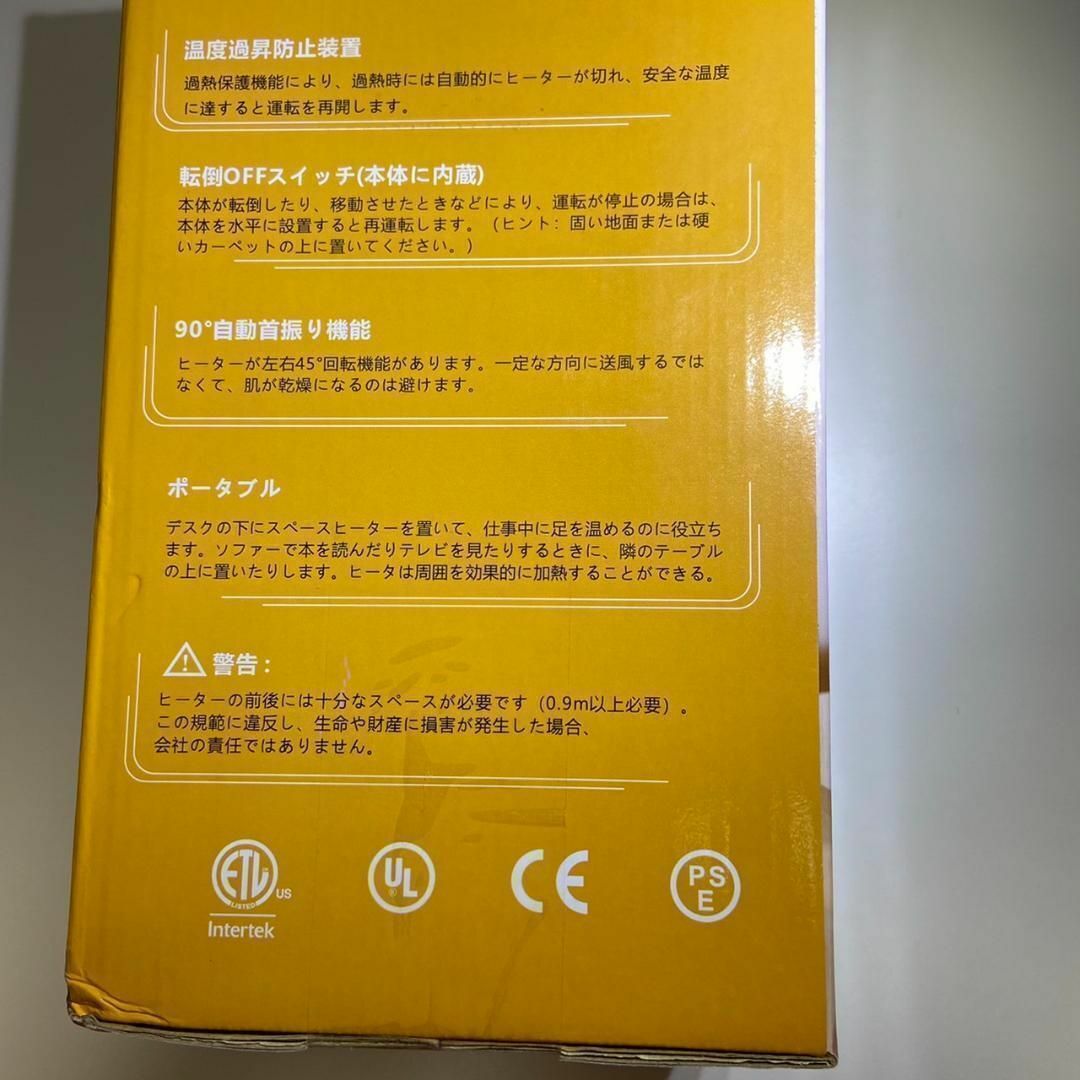 温度過昇防止装置
過熱保護機能により、過熱時には自動的にヒーターが切れ、安全な温度
に達すると運転を再開します。
転倒OFFスイッチ(本体に内蔵)
本体が転倒したり、移動させたときなどにより、運転が停止の場合は、
本体を水平に設置すると再運転します。（ヒント：固い地面または硬
いカーペットの上に置いてください。）
90°自動首振り機能
ヒーターが左右45°回転機能があります。一定な方向に送風するでは
なくて、肌が乾燥になるのは避けます。
ポータブル
デスクの下にスペースヒーターを置いて、仕事中に足を温めるのに役立ち
ます。ソファーで本を読んだりテレビを見たりするときに、隣のテーブル
の上に置いたりします。ヒータは周囲を効果的に加熱することができる。
警告：
ヒーターの前後には十分なスペースが必要です（0.9m以上必要）。
この規範に違反し、生命や財産に損害が発生した場合、
会社の責任ではありません。
ETL US UL CE PS
LISTED ® E
Intertek